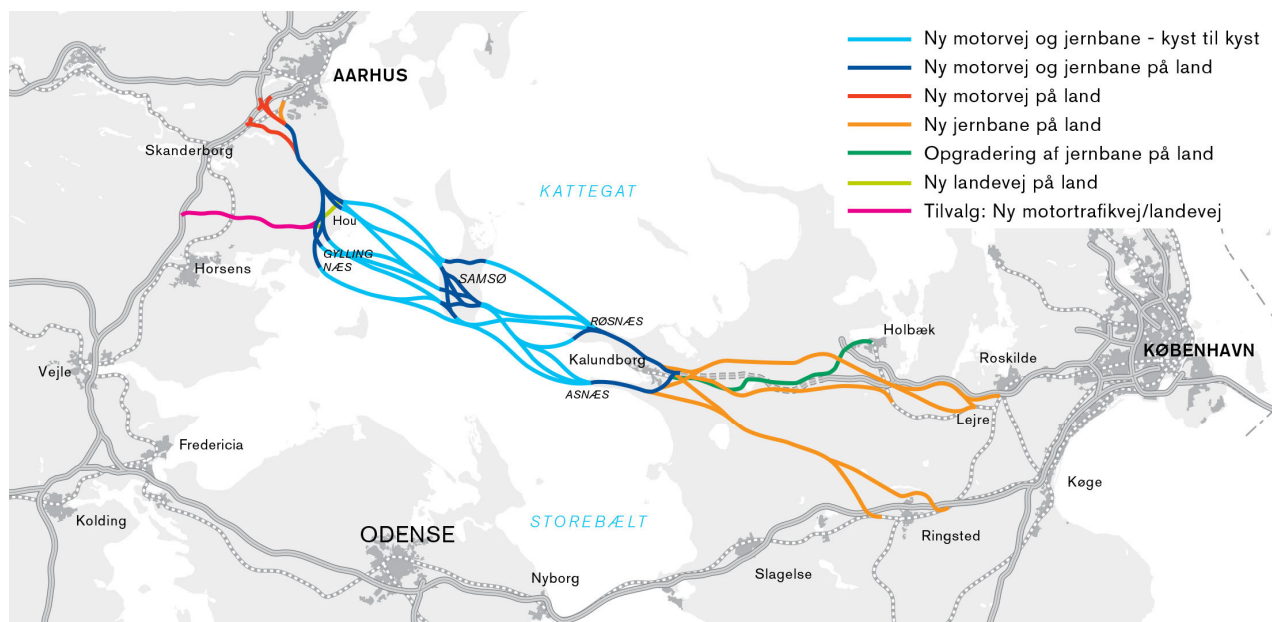 Ny motorvej og jernbane - kyst til kyst
Ny motorvej og jernbane på land
Ny motorvej på land
Ny jernbane på land
Opgradering af jernbane på land
Ny landevej på land
Tilvalg: Ny motortrafikvej/landevej
AARHUS
Skanderborg
KATTEGAT
Hou
GYLLING
NÆS
Horsens
SAMSØ
RØSNÆS
Holbæk
Kalundborg
Roskilde
KØBENHAVN
Vejle
ASNÆS
Lejre
Fredericia
Køge
Kolding
STOREBÆLT
ODENSE
Ringsted
Nyborg
Slagelse